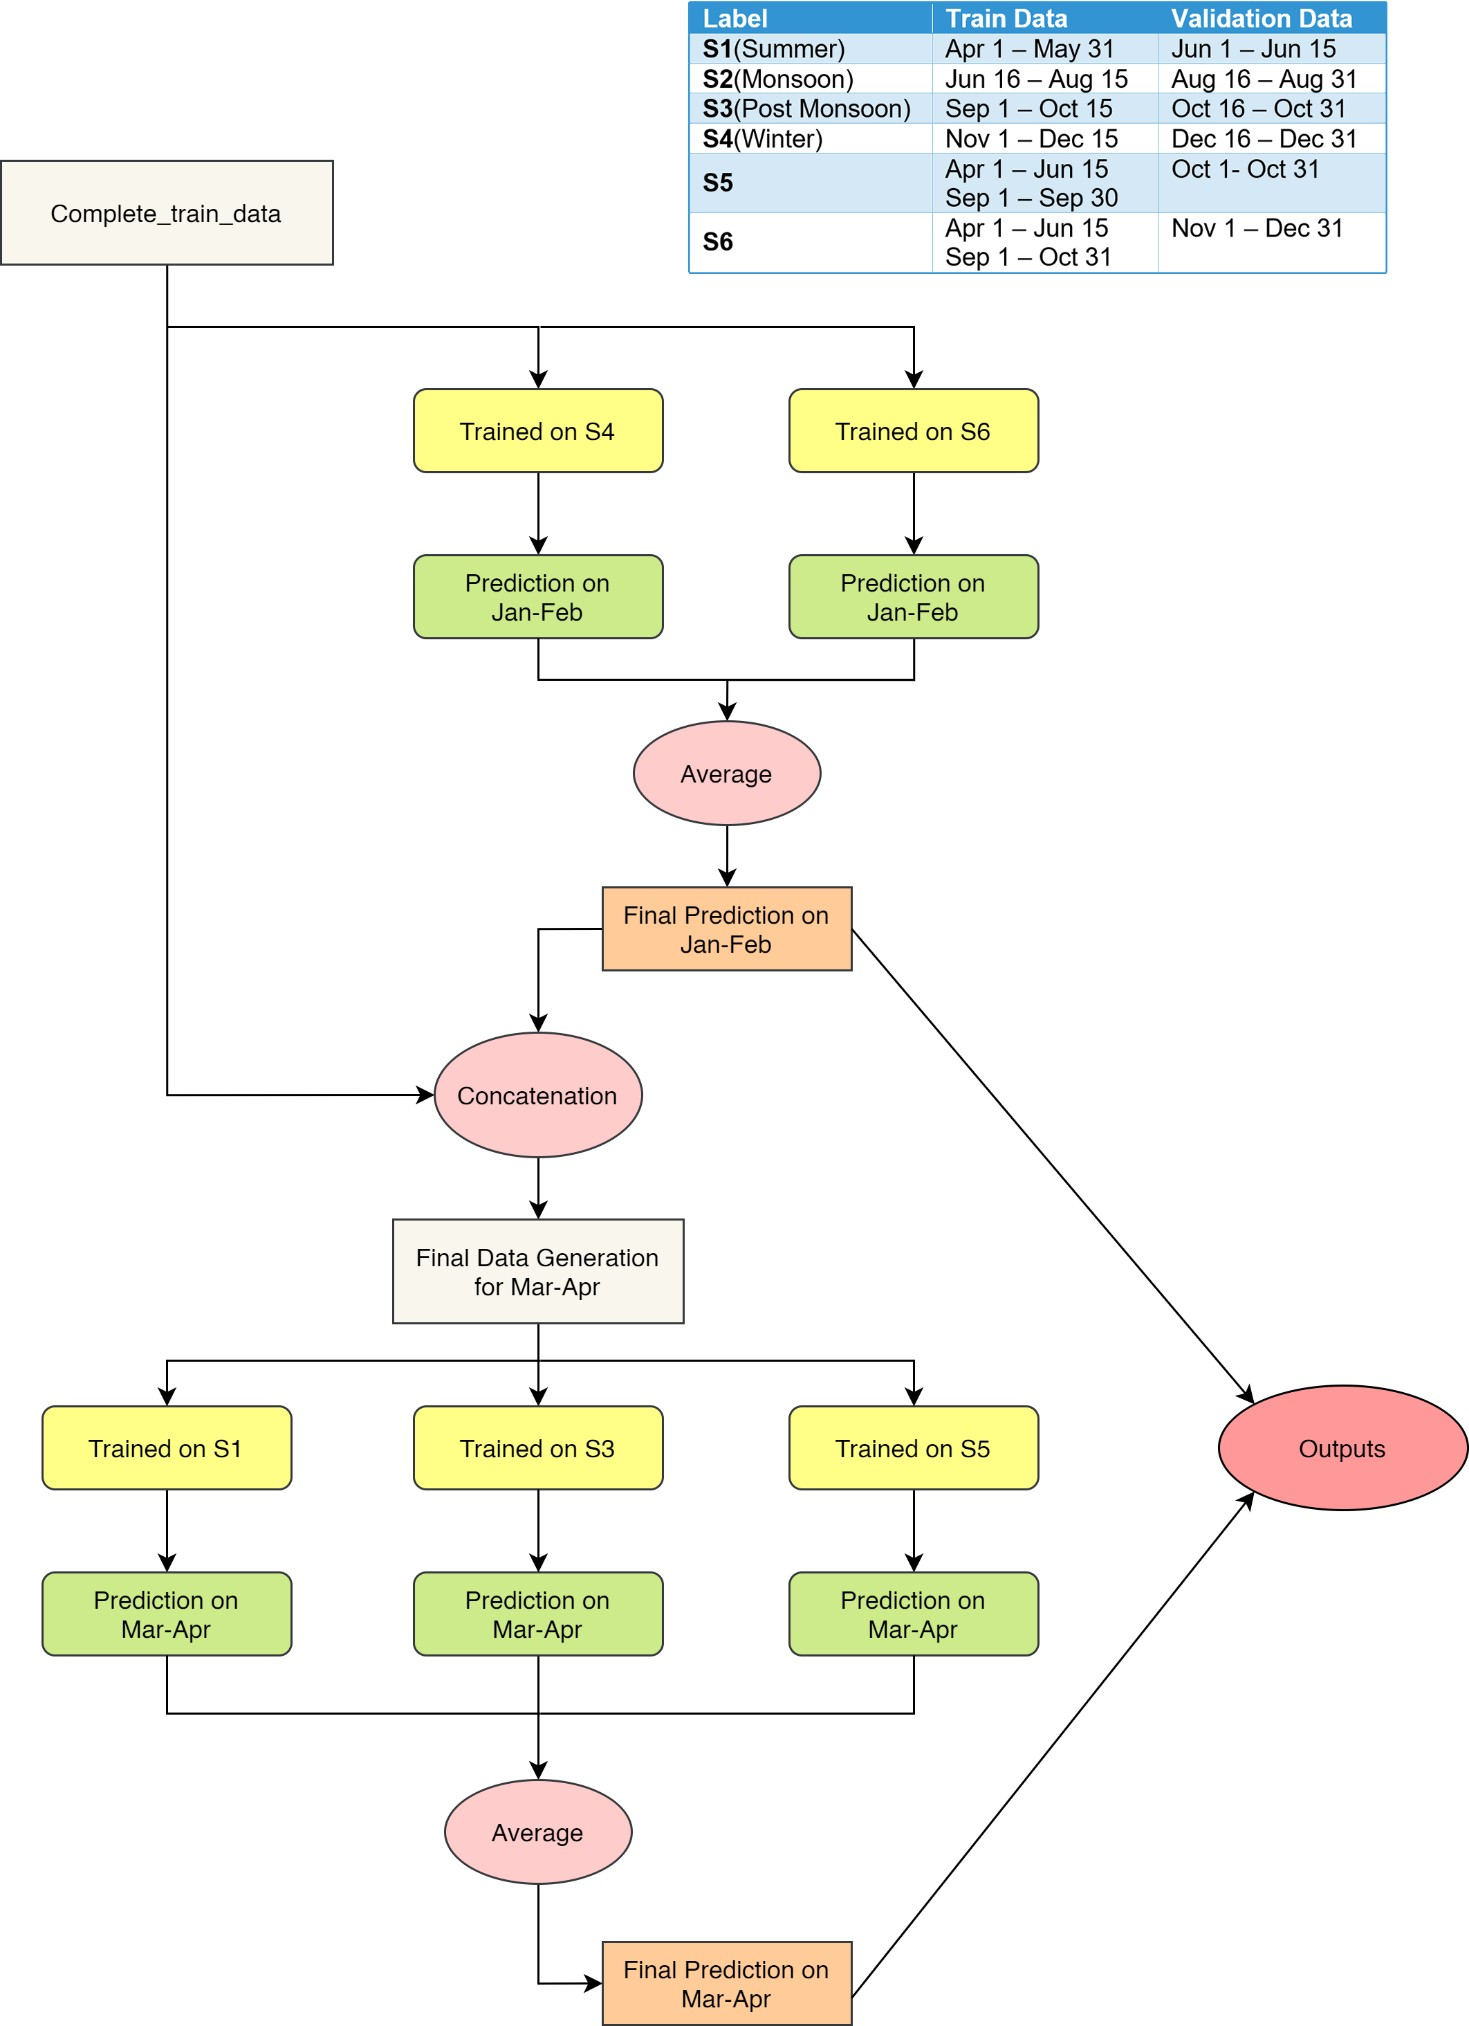 Label Train Data Validation Data
S1(Summer) Apr 1 – May 31 Jun 1 – Jun 15
S2(Monsoon) Jun 16 – Aug 15 Aug 16 – Aug 31
S3(Post Monsoon) Sep 1 – Oct 15 Oct 16 – Oct 31
S4(Winter) Nov 1 – Dec 15 Dec 16 – Dec 31
S5 Apr 1 – Jun 15 Oct 1- Oct 31
Sep 1 – Sep 30
S6 Apr 1 – Jun 15 Nov 1 – Dec 31
Sep 1 – Oct 31
Complete_train_data
Trained on S4
Trained on S6
Prediction on
Jan-Feb
Prediction on
Jan-Feb
Average
Final Prediction on
Jan-Feb
Concatenation
Final Data Generation
for Mar-Apr
Trained on S1
Trained on S3
Trained on S5
Outputs
Prediction on
Mar-Apr
Prediction on
Mar-Apr
Prediction on
Mar-Apr
Average
Final Prediction on
Mar-Apr